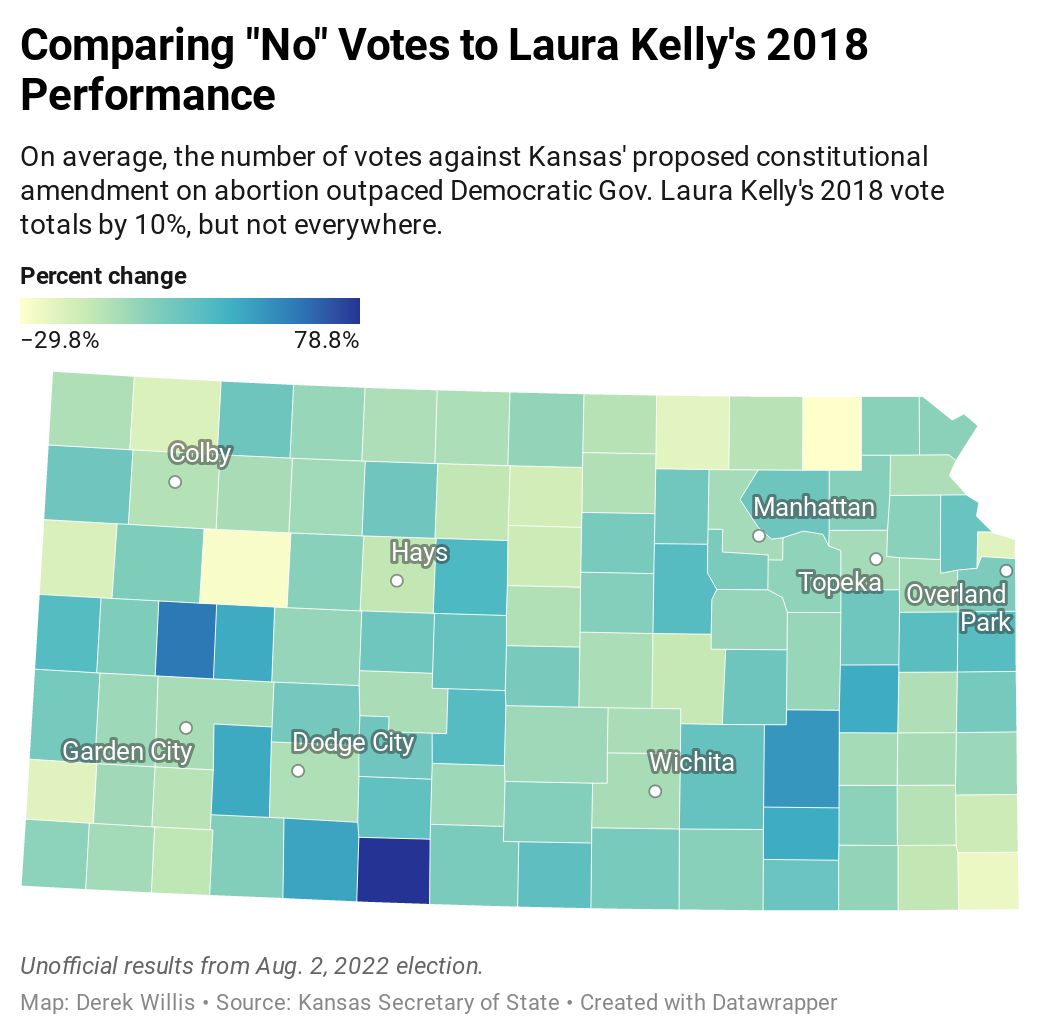 Comparing "No" Votes to Laura Kelly's 2018
Performance
On average, the number of votes against Kansas' proposed constitutional
amendment on abortion outpaced Democratic Gov. Laura Kelly's 2018 vote
totals by 10%, but not everywhere.
Percent change
−29.8% 78.8%
Colby
Manhattan
Hays
Topeka
Overland
Park
Garden City
Dodge City
Wichita
Unofficial results from Aug. 2, 2022 election.
Map: Derek Willis • Source: Kansas Secretary of State • Created with Datawrapper